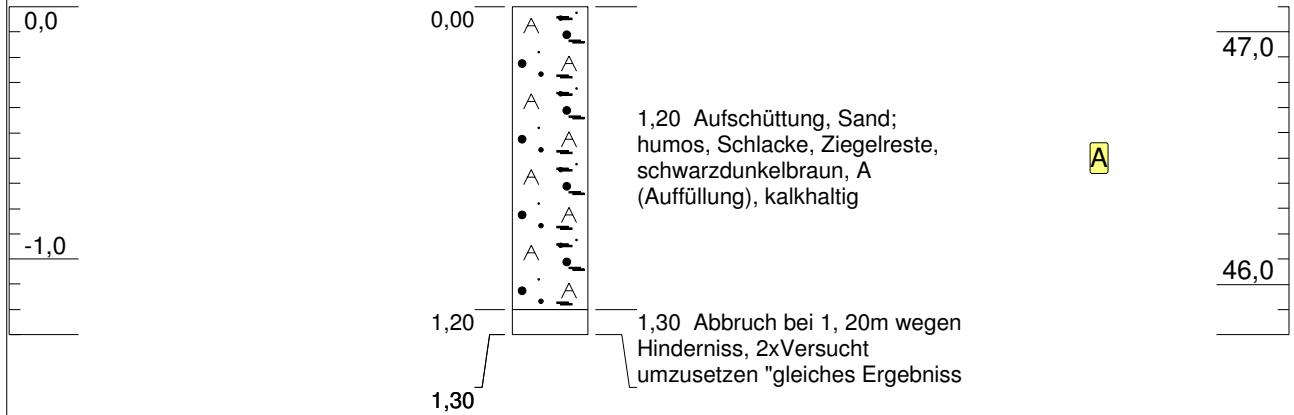 0,0
0,00
47,0
1,20 Aufschüttung, Sand;
humos, Schlacke, Ziegelreste,
schwarzdunkelbraun, A
(Auffüllung), kalkhaltig
A
A
A
A
A
A
A
A
A
-1,0
46,0
1,20
1,30 Abbruch bei 1, 20m wegen
Hinderniss, 2xVersucht
umzusetzen "gleiches Ergebniss
1,30